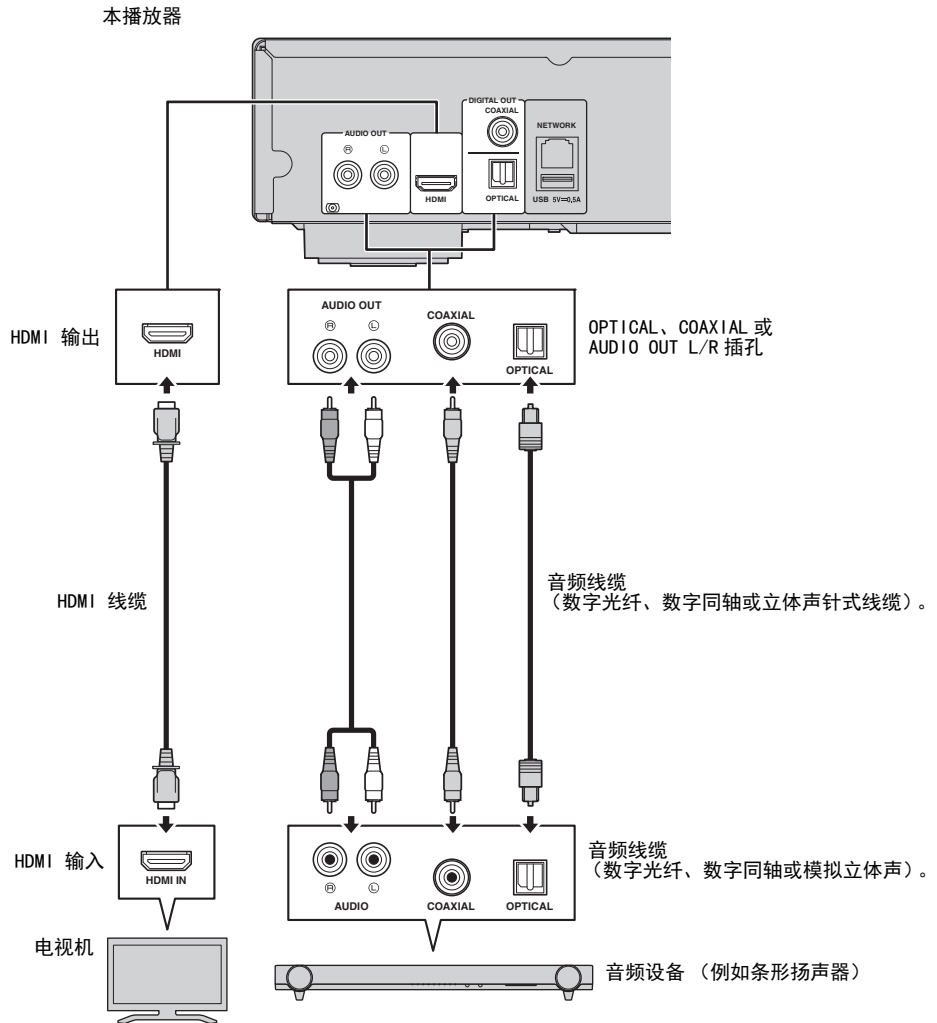 本播放器
DIGITAL OUT
COAXIAL
NETWORK
AUDIO OUT
R L
HDMI
OPTICAL
USB 5V⎓0,5A
HDMI 输出
HDMI
AUDIO OUT
R L
COAXIAL
OPTICAL
OPTICAL、COAXIAL 或
AUDIO OUT L/R 插孔
HDMI 线缆
音频线缆
（数字光纤、数字同轴或立体声针式线缆）。
HDMI 输入
HDMI IN
R L
AUDIO
COAXIAL
OPTICAL
音频线缆
（数字光纤、数字同轴或模拟立体声）。
电视机
音频设备 （例如条形扬声器）